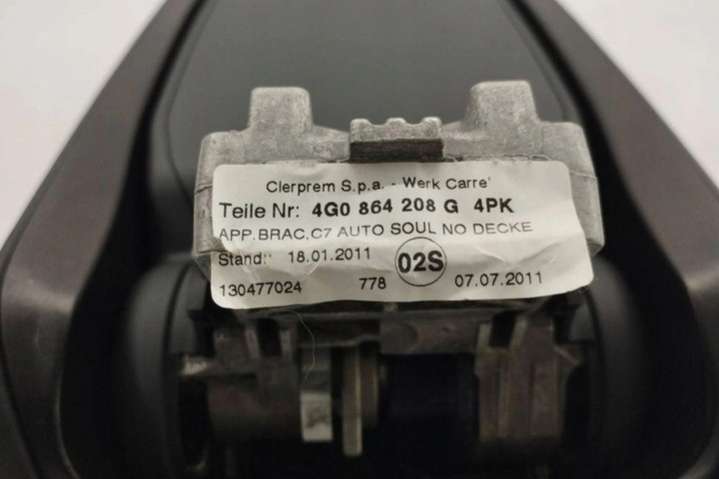 Clerprem S.p.a. - Werk Carre'
Teile Nr: 4G0 864 208 G 4PK
APP.BRAC.C7 AUTO SOUL NO DECKE
Stand: 18.01.2011 02S
130477024 778 07.07.2011